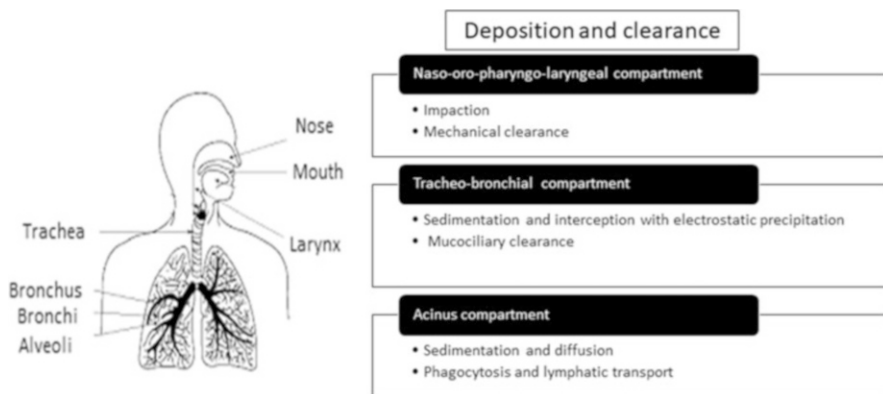 Deposition and clearance
Naso-oro-pharyngo-laryngeal compartment
• Impaction
• Mechanical clearance
Nose
Mouth
Tracheo-bronchial compartment
• Sedimentation and interception with electrostatic precipitation
• Mucociliary clearance
Trachea
Larynx
Bronchus
Bronchi
Alveoli
Acinus compartment
• Sedimentation and diffusion
• Phagocytosis and lymphatic transport